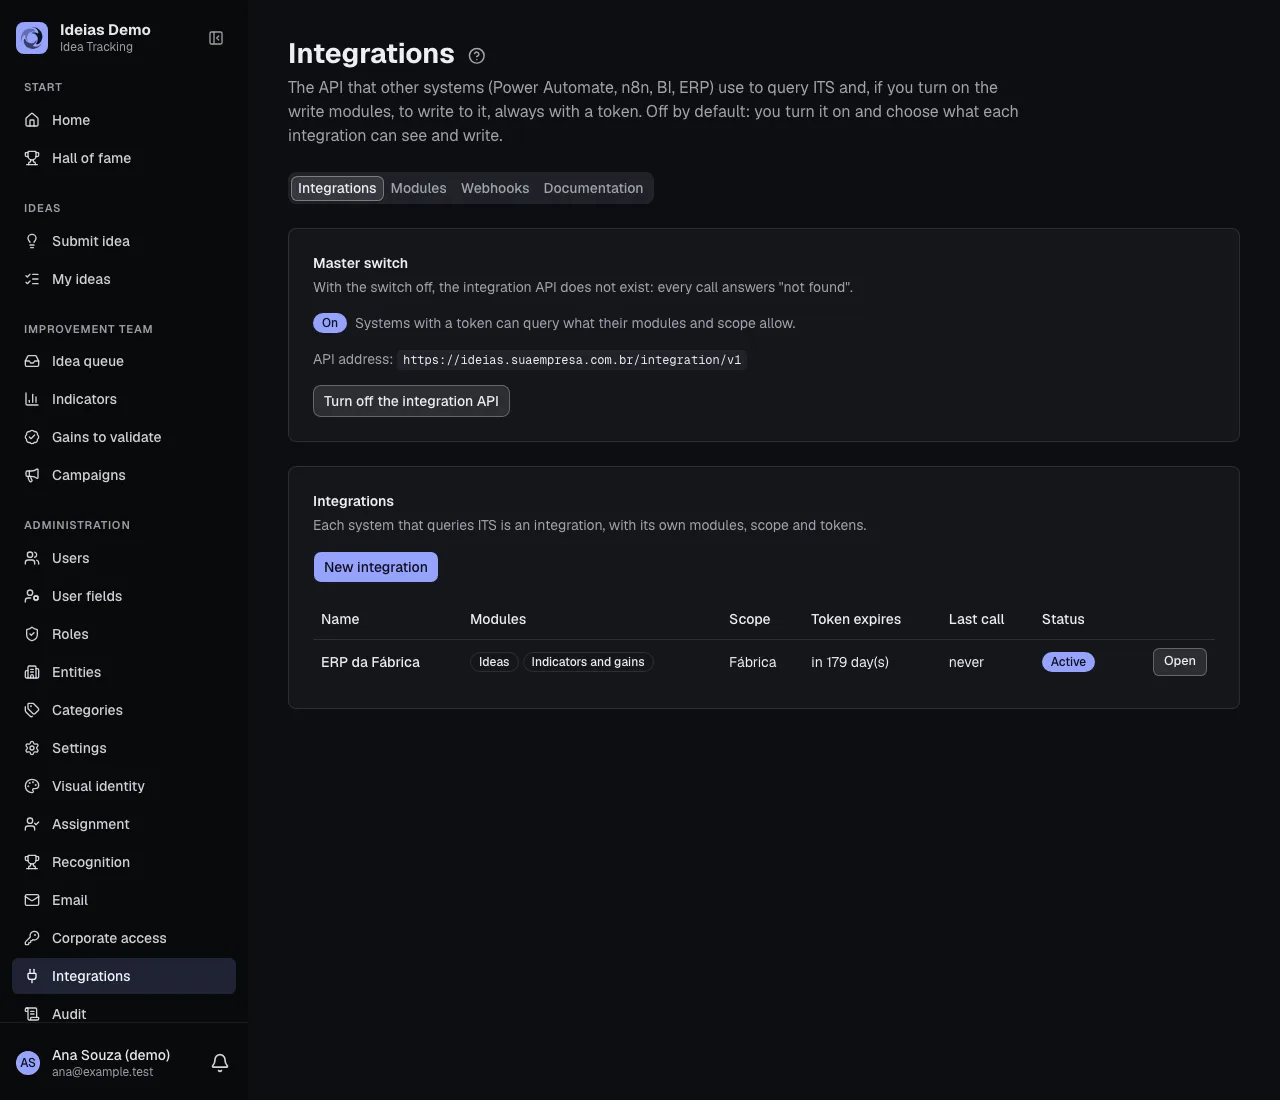 Ideias Demo
Idea Tracking
START
Home
Hall of fame
IDEAS
Submit idea
My ideas
IMPROVEMENT TEAM
Idea queue
Indicators
Gains to validate
Campaigns
ADMINISTRATION
Users
User fields
Roles
Entities
Categories
Settings
Visual identity
Assignment
Recognition
Email
Corporate access
Integrations
Audit
AS
Ana Souza (demo)
ana@example.test
Integrations
The API that other systems (Power Automate, n8n, BI, ERP) use to query ITS and, if you turn on the
write modules, to write to it, always with a token. Off by default: you turn it on and choose what each
integration can see and write.
Integrations Modules Webhooks Documentation
Master switch
With the switch off, the integration API does not exist: every call answers "not found".
On Systems with a token can query what their modules and scope allow.
API address: https://ideias.suaempresa.com.br/integration/v1
Turn off the integration API
Integrations
Each system that queries ITS is an integration, with its own modules, scope and tokens.
New integration
Name Modules Scope Token expires Last call Status
ERP da Fábrica Ideas Indicators and gains Fábrica in 179 day(s) never Active Open